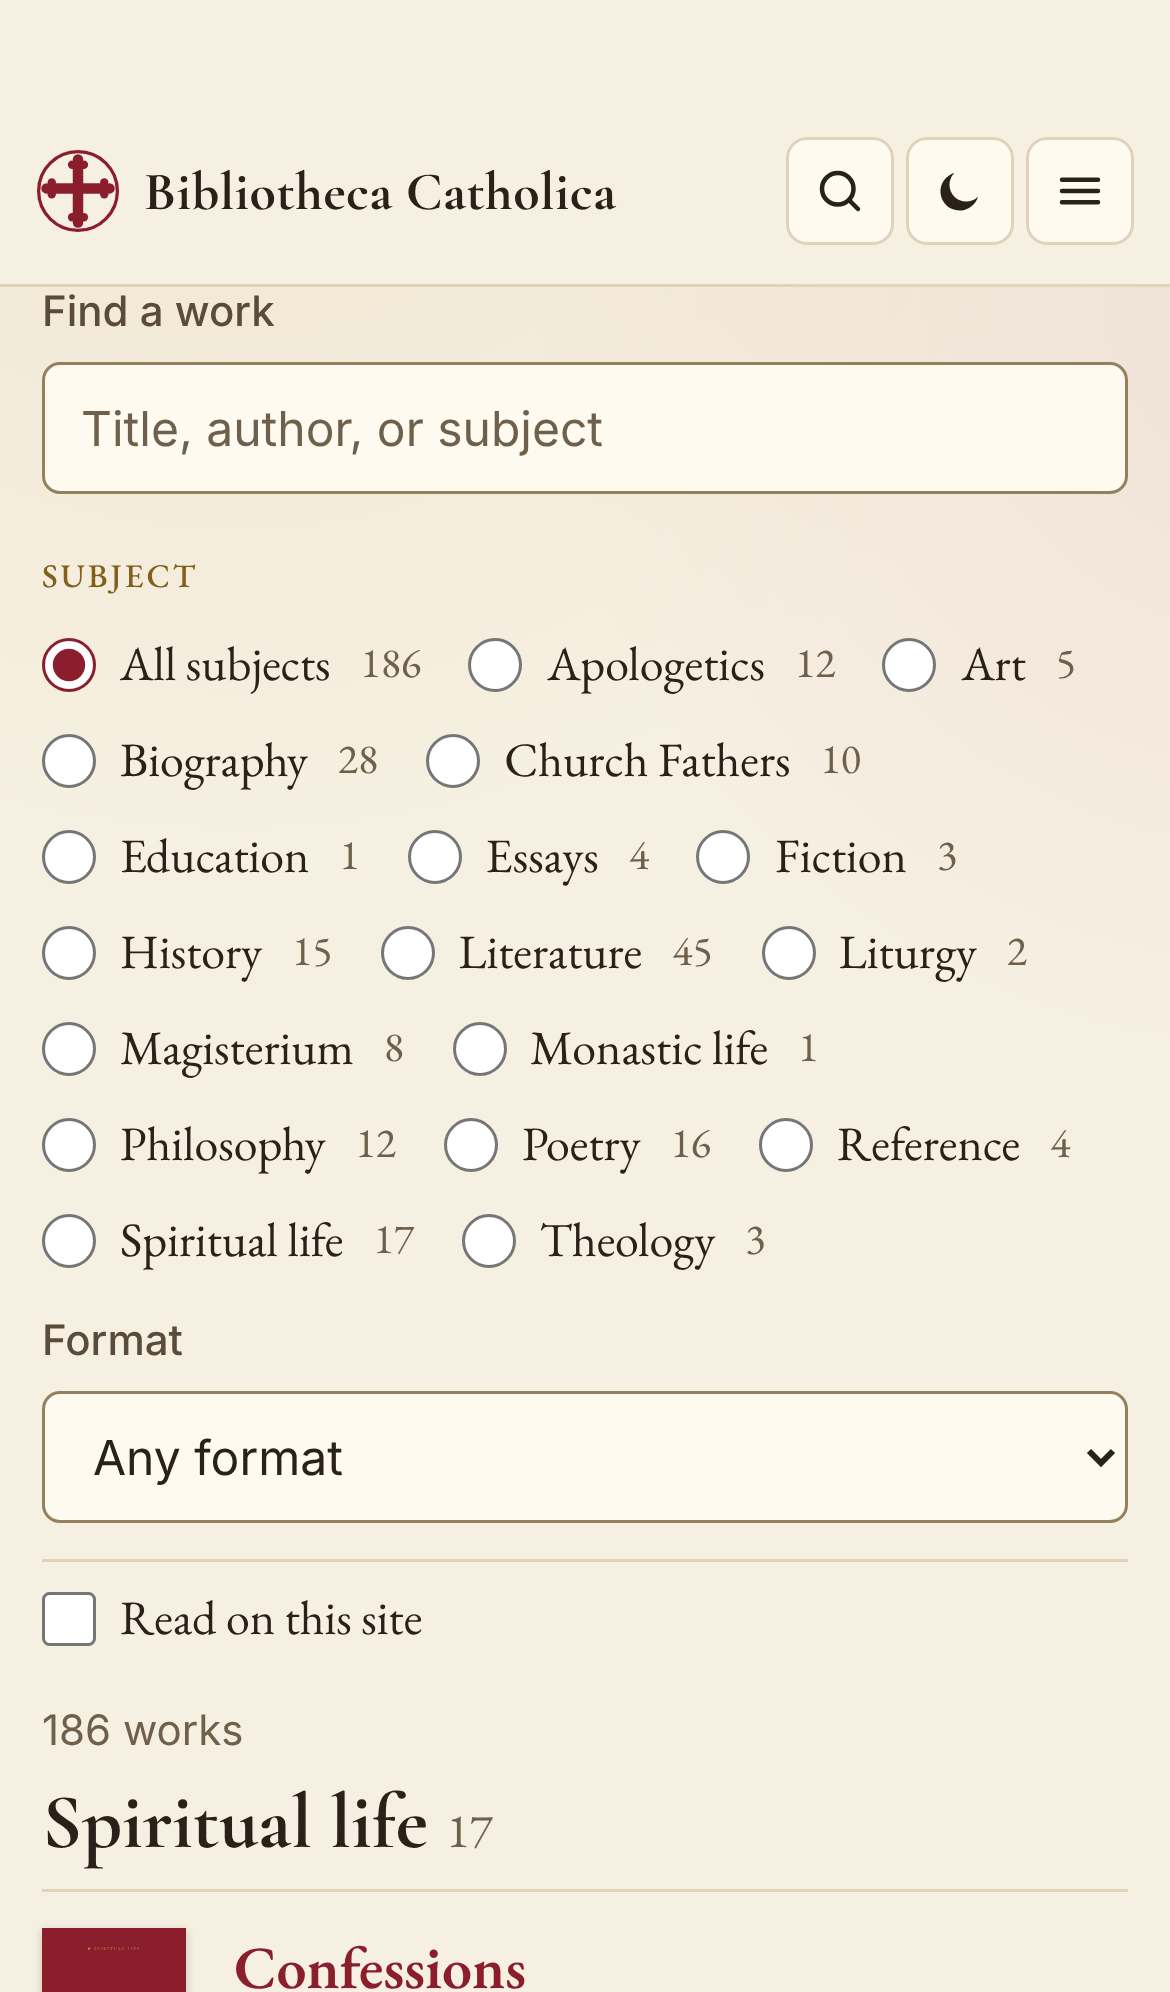 Bibliotheca Catholica
Find a work
Title, author, or subject
SUBJECT
All subjects 186 Apologetics 12 Art 5
Biography 28 Church Fathers 10
Education 1 Essays 4 Fiction 3
History 15 Literature 45 Liturgy 2
Magisterium 8 Monastic life 1
Philosophy 12 Poetry 16 Reference 4
Spiritual life 17 Theology 3
Format
Any format
Read on this site
186 works
Spiritual life 17
SPIRITUAL LIFE
Confessions